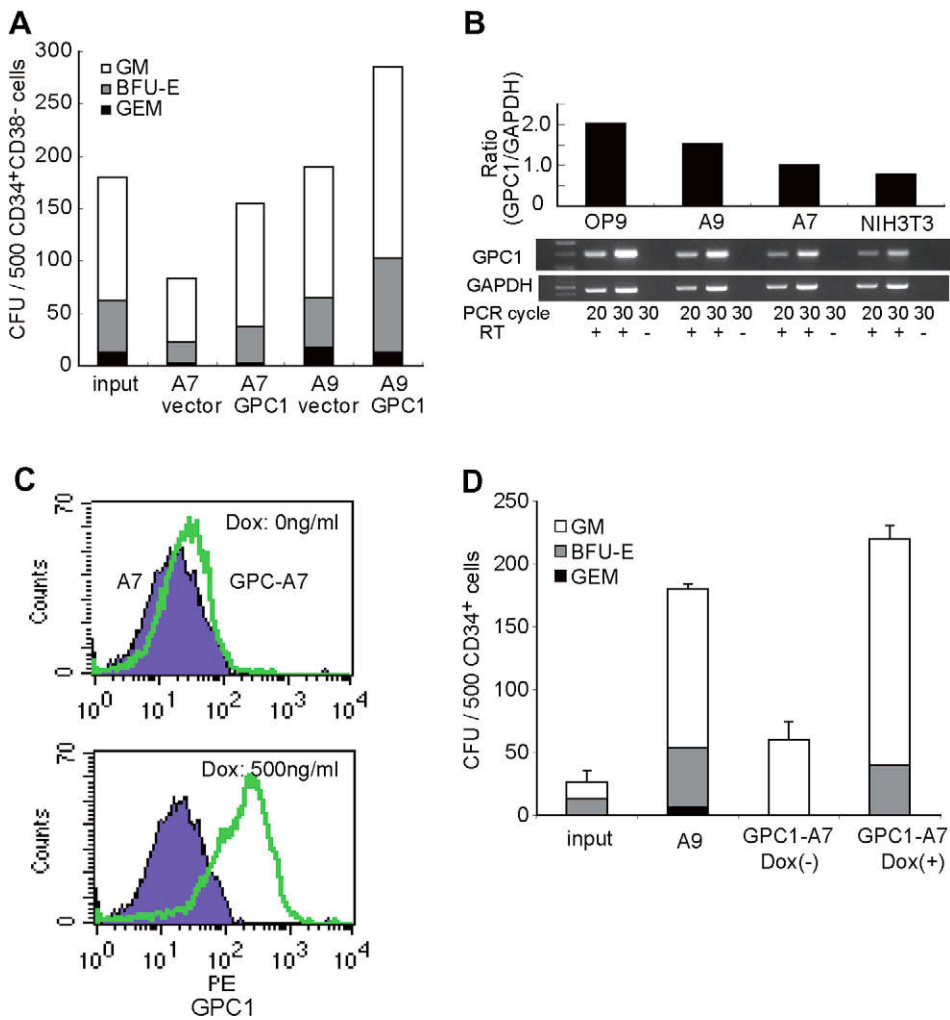 A
CFU / 500 CD34+CD38- cells
300
250
200
150
100
50
0
GM
BFU-E
GEM
input
A7 vector
A7 GPC1
A9 vector
A9 GPC1
B
Ratio (GPC1/GAPDH)
2.0
1.0
0
OP9 A9 A7 NIH3T3
GPC1
GAPDH
PCR cycle 20 30 30 20 30 30 20 30 30 20 30 30
RT + + - + + - + + - + + -
C
70
Counts
0
Dox: 0ng/ml
A7
GPC-A7
10^0 10^1 10^2 10^3 10^4
70
Counts
0
Dox: 500ng/ml
10^0 10^1 10^2 10^3 10^4
PE
GPC1
D
CFU / 500 CD34+ cells
250
200
150
100
50
0
GM
BFU-E
GEM
input
A9
GPC1-A7 Dox(-)
GPC1-A7 Dox(+)